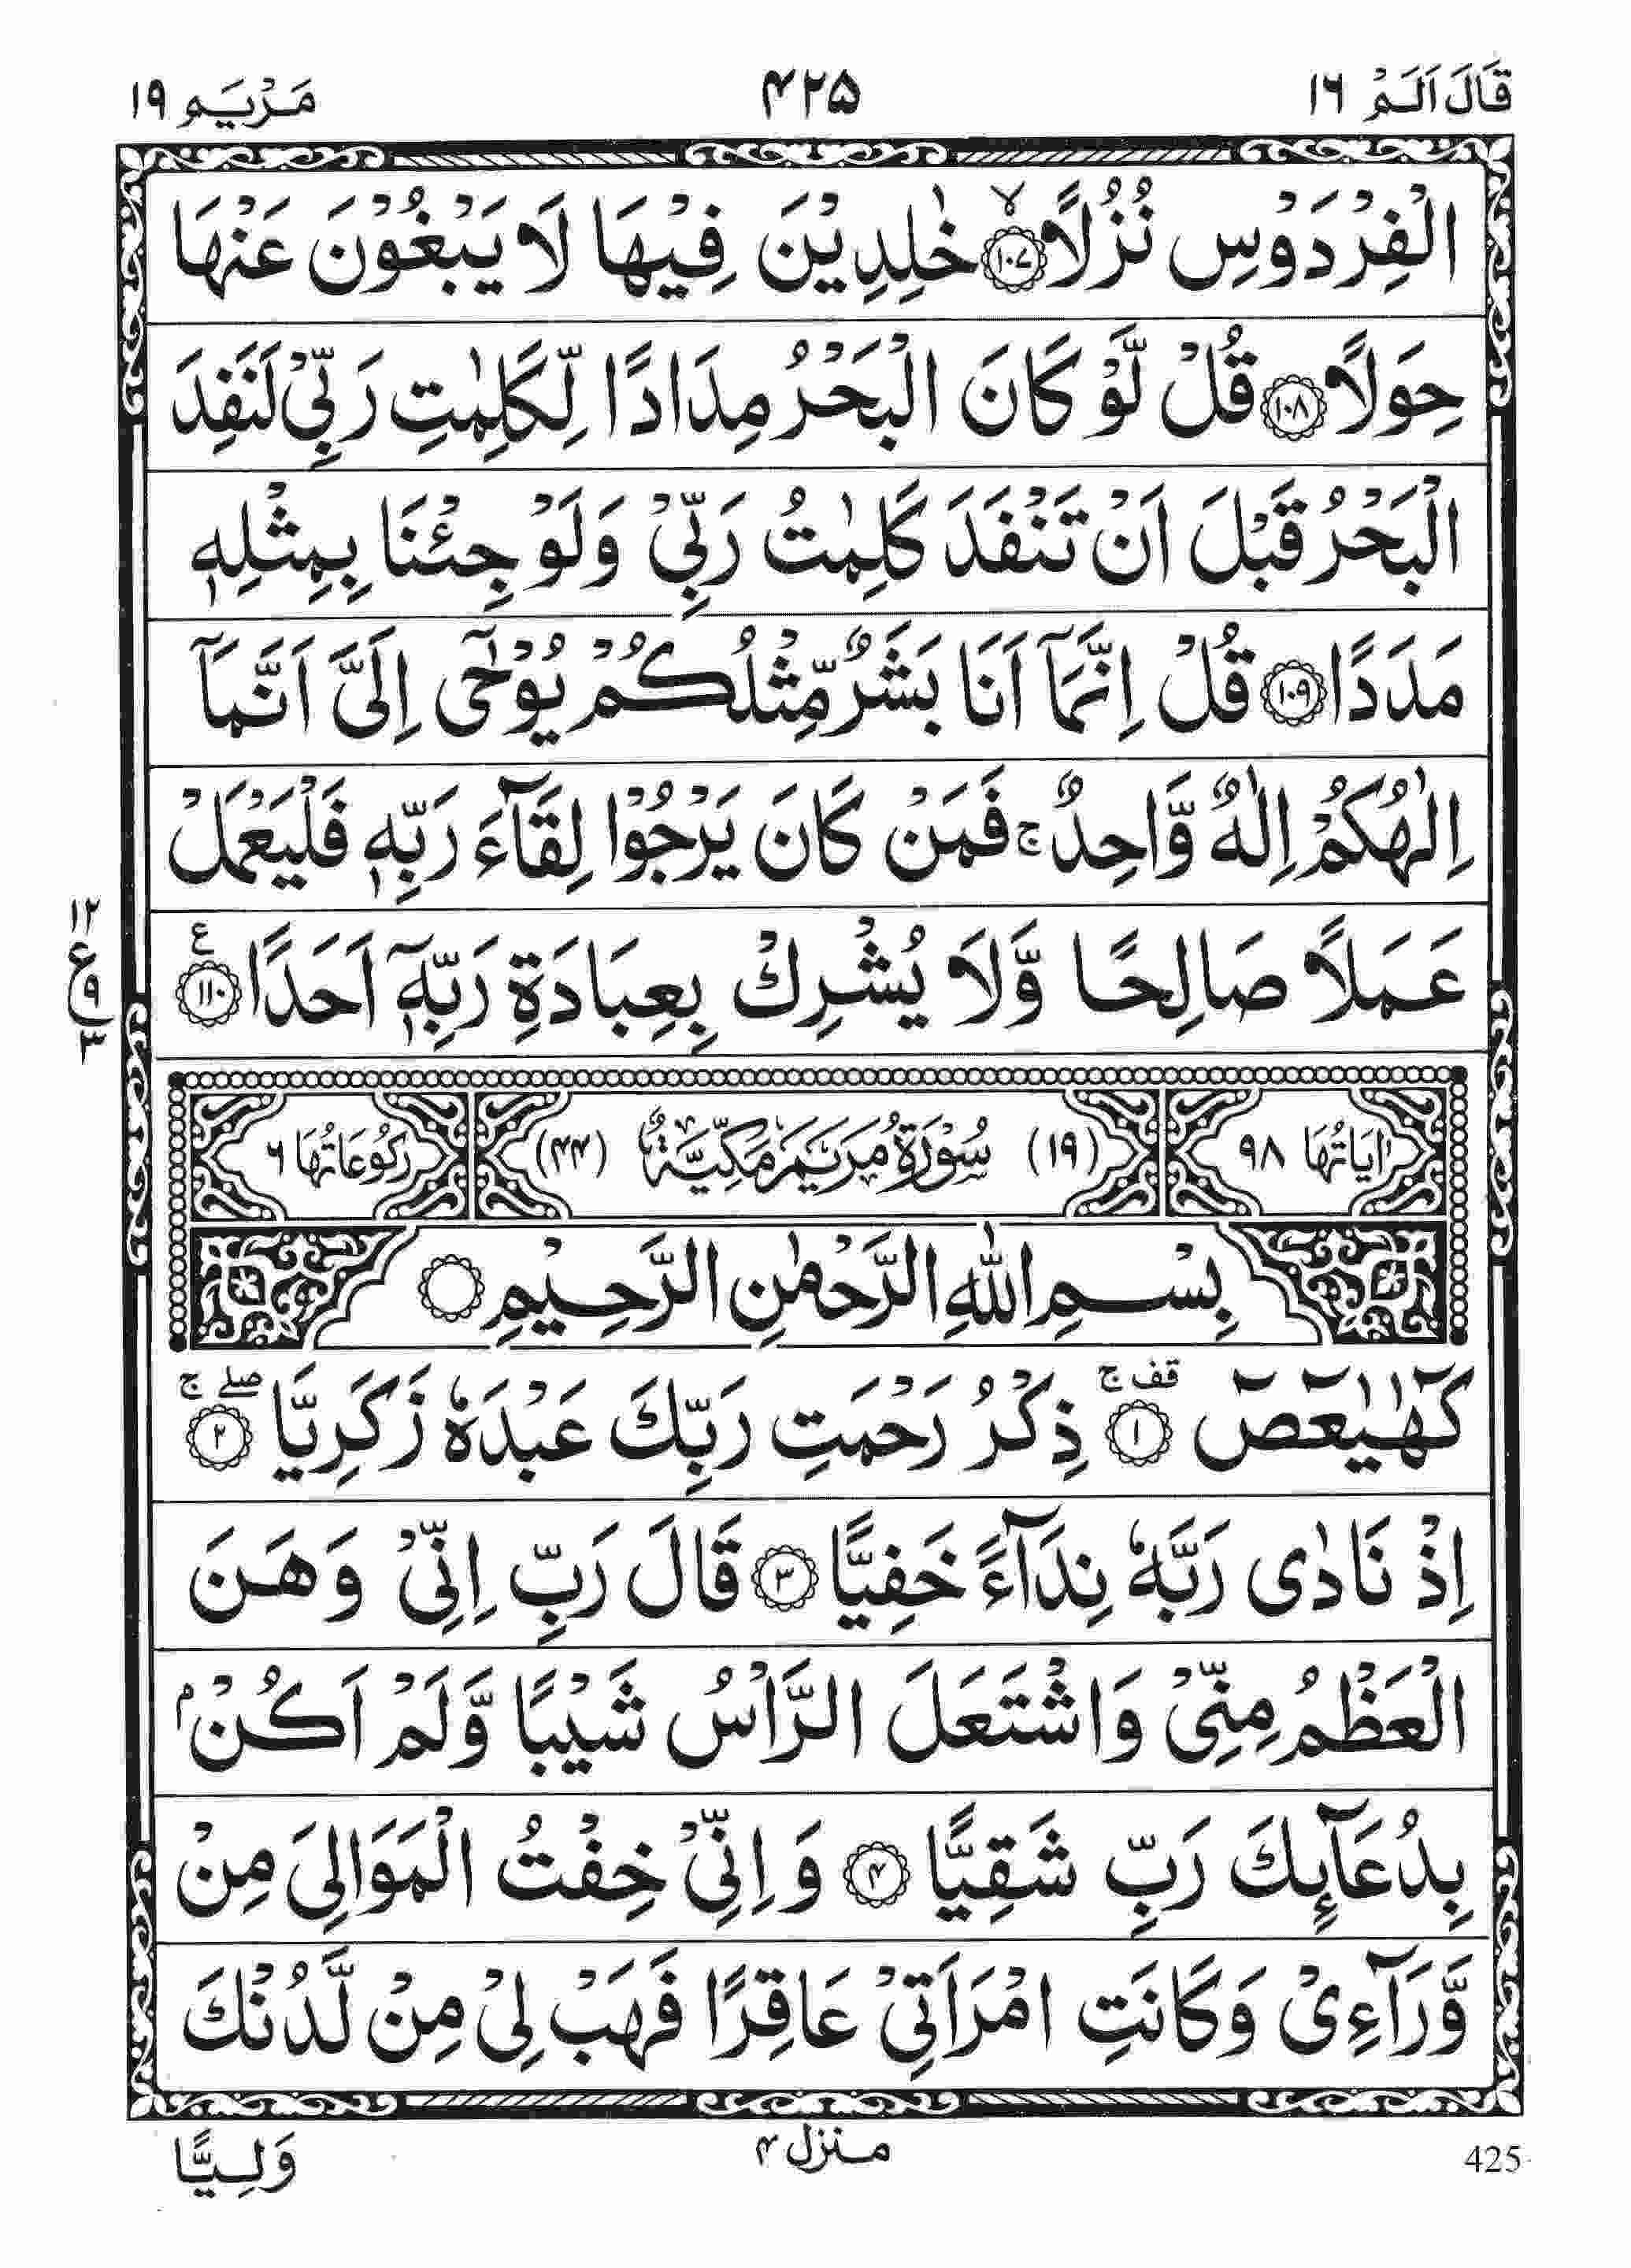 قَالَ اَلَمْ ١٦ ۴۲۵ مَرْيَم ١٩
الْفِرْدَوْسِ نُزُلًا ۙ‏ ﴿١٠٧﴾ خٰلِدِيْنَ فِيْهَا لَا يَبْغُوْنَ عَنْهَا
حِوَلًا ﴿١٠٨﴾ قُلْ لَّوْ كَانَ الْبَحْرُ مِدَادًا لِّكَلِمٰتِ رَبِّيْ لَنَفِدَ
الْبَحْرُ قَبْلَ اَنْ تَنْفَدَ كَلِمٰتُ رَبِّيْ وَلَوْ جِئْنَا بِمِثْلِهٖ
مَدَدًا ﴿١٠٩﴾ قُلْ اِنَّمَآ اَنَا بَشَرٌ مِّثْلُكُمْ يُوْحٰٓى اِلَيَّ اَنَّمَآ
اِلٰهُكُمْ اِلٰهٌ وَّاحِدٌ ۚ فَمَنْ كَانَ يَرْجُوْا لِقَآءَ رَبِّهٖ فَلْيَعْمَلْ
عَمَلًا صَالِحًا وَّلَا يُشْرِكْ بِعِبَادَةِ رَبِّهٖٓ اَحَدًا ﴿١١٠﴾ ع
١٢
ع ٩
٣
اٰيَاتُهَا ٩٨ (١٩) سُوْرَةُ مَرْيَمَ مَكِّيَّةٌ (۴۴) رُكُوْعَاتُهَا ٦
بِسْمِ اللّٰهِ الرَّحْمٰنِ الرَّحِيْمِ
كٓهٰيٰعٓصٓ ﴿١﴾ قف ج ذِكْرُ رَحْمَتِ رَبِّكَ عَبْدَهٗ زَكَرِيَّا ﴿٢﴾ صلے ج
اِذْ نَادٰى رَبَّهٗ نِدَآءً خَفِيًّا ﴿٣﴾ قَالَ رَبِّ اِنِّيْ وَهَنَ
الْعَظْمُ مِنِّيْ وَاشْتَعَلَ الرَّاْسُ شَيْبًا وَّلَمْ اَكُنْۢ
بِدُعَآئِكَ رَبِّ شَقِيًّا ﴿۴﴾ وَاِنِّيْ خِفْتُ الْمَوَالِيَ مِنْ
وَّرَآءِيْ وَكَانَتِ امْرَاَتِيْ عَاقِرًا فَهَبْ لِيْ مِنْ لَّدُنْكَ
425 منزل ۴ وَلِيًّا